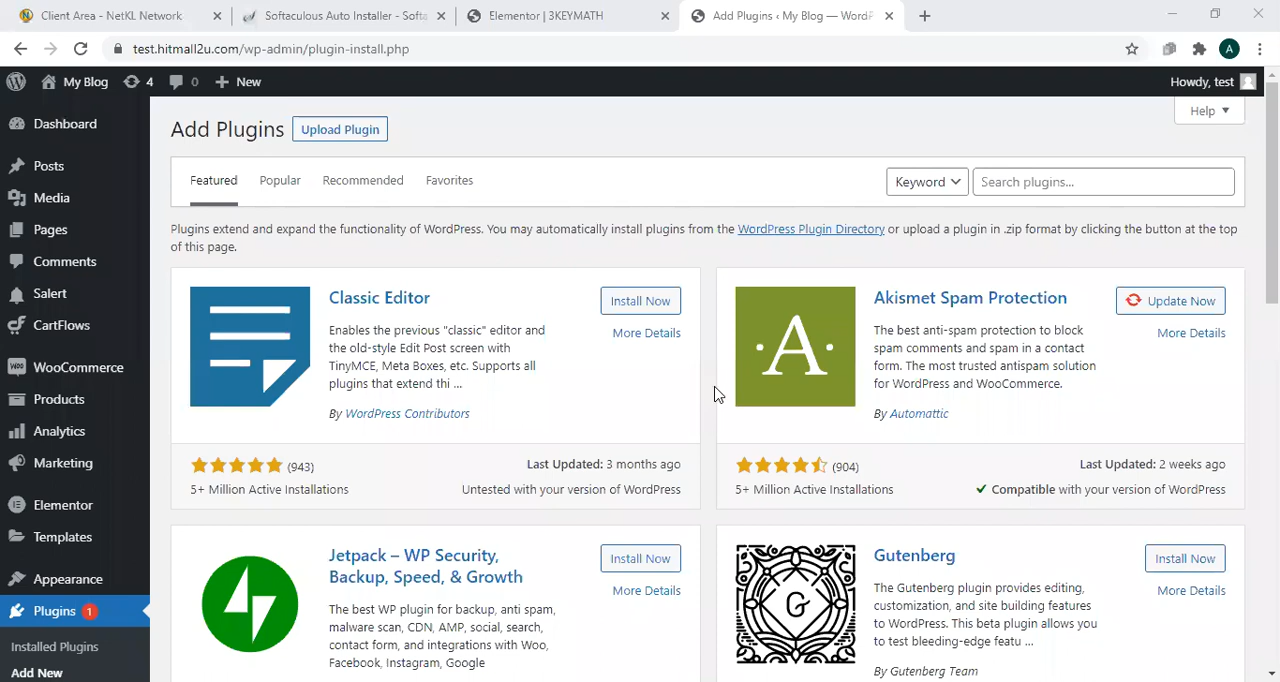 Client Area - NetKL Network
Softaculous Auto Installer - Softa
Elementor | 3KEYMATH
Add Plugins ‹ My Blog — WordP
test.hitmall2u.com/wp-admin/plugin-install.php
A
My Blog
4
0
New
Howdy, test
Dashboard
Posts
Media
Pages
Comments
Salert
CartFlows
WooCommerce
Products
Analytics
Marketing
Elementor
Templates
Appearance
Plugins 1
Installed Plugins
Add New
Add Plugins
Upload Plugin
Help
Featured
Popular
Recommended
Favorites
Keyword
Search plugins...
Plugins extend and expand the functionality of WordPress. You may automatically install plugins from the WordPress Plugin Directory or upload a plugin in .zip format by clicking the button at the top
of this page.
Classic Editor
Install Now
More Details
Enables the previous "classic" editor and
the old-style Edit Post screen with
TinyMCE, Meta Boxes, etc. Supports all
plugins that extend thi ...
By WordPress Contributors
(943)
Last Updated: 3 months ago
5+ Million Active Installations
Untested with your version of WordPress
A
Akismet Spam Protection
Update Now
More Details
The best anti-spam protection to block
spam comments and spam in a contact
form. The most trusted antispam solution
for WordPress and WooCommerce.
By Automattic
(904)
Last Updated: 2 weeks ago
5+ Million Active Installations
Compatible with your version of WordPress
Jetpack – WP Security,
Backup, Speed, & Growth
Install Now
More Details
The best WP plugin for backup, anti spam,
malware scan, CDN, AMP, social, search,
contact form, and integrations with Woo,
Facebook, Instagram, Google
G
Gutenberg
Install Now
More Details
The Gutenberg plugin provides editing,
customization, and site building features
to WordPress. This beta plugin allows you
to test bleeding-edge featu ...
By Gutenberg Team